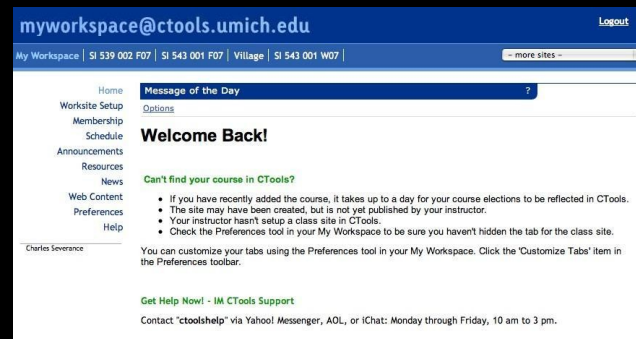 myworkspace@ctools.umich.edu
Logout
My Workspace | SI 539 002 F07 | SI 543 001 F07 | Village | SI 543 001 W07 |
- more sites -
Home
Worksite Setup
Membership
Schedule
Announcements
Resources
News
Web Content
Preferences
Help
Charles Severance
Message of the Day
?
Options
Welcome Back!
Can't find your course in CTools?
• If you have recently added the course, it takes up to a day for your course elections to be reflected in CTools.
• The site may have been created, but is not yet published by your instructor.
• Your instructor hasn't setup a class site in CTools.
• Check the Preferences tool in your My Workspace to be sure you haven't hidden the tab for the class site.
You can customize your tabs using the Preferences tool in your My Workspace. Click the 'Customize Tabs' item in
the Preferences toolbar.
Get Help Now! - IM CTools Support
Contact "ctoolshelp" via Yahoo! Messenger, AOL, or iChat: Monday through Friday, 10 am to 3 pm.